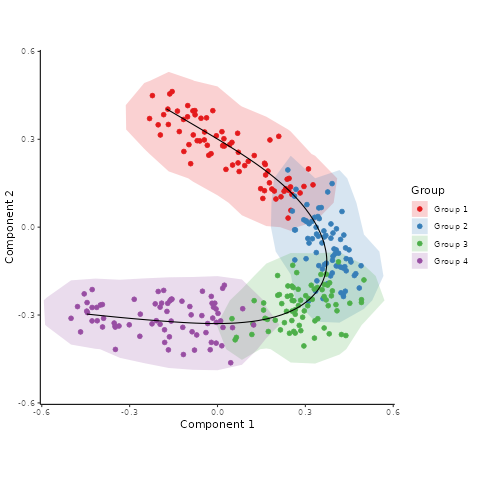 0.6
0.3
0.0
-0.3
-0.6
Component 2
-0.6 -0.3 0.0 0.3 0.6
Component 1
Group
Group 1
Group 2
Group 3
Group 4